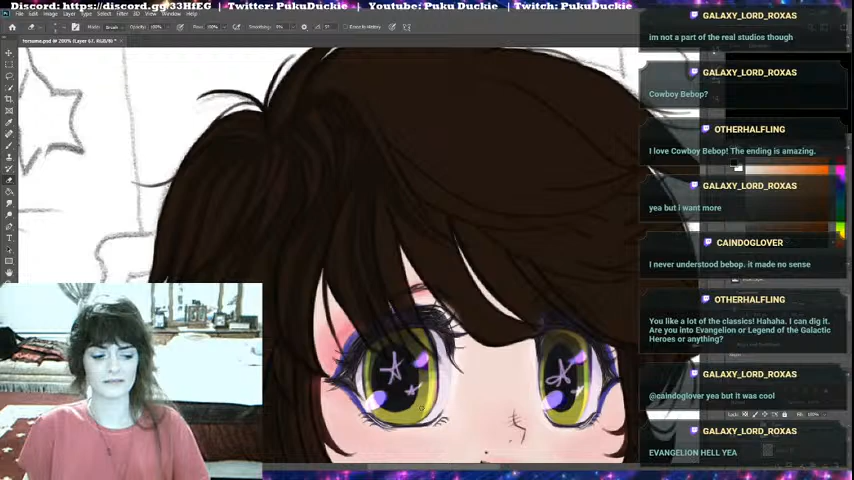 Discord: https://discord.gg/33HfEG | Twitter: PukuDuckie | Youtube: Puku Duckie | Twitch: PukuDuckie
GALAXY_LORD_ROXAS
im not a part of the real studios though
GALAXY_LORD_ROXAS
Cowboy Bebop?
OTHERHALFLING
I love Cowboy Bebop! The ending is amazing.
GALAXY_LORD_ROXAS
yea but i want more
CAINDOGLOVER
I never understood bebop. it made no sense
OTHERHALFLING
You like a lot of the classics! Hahaha. I can dig it.
Are you into Evangelion or Legend of the Galactic
Heroes or anything?
GALAXY_LORD_ROXAS
@caindoglover yea but it was cool
GALAXY_LORD_ROXAS
EVANGELION HELL YEA